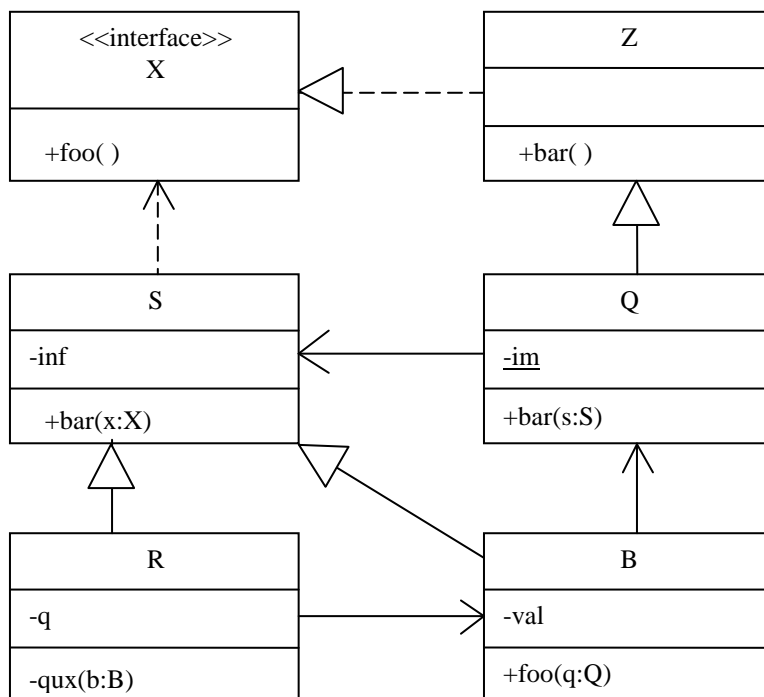 <<interface>>
X
+foo( )
Z
+bar( )
S
-inf
+bar(x:X)
Q
-im
+bar(s:S)
R
-q
-qux(b:B)
B
-val
+foo(q:Q)